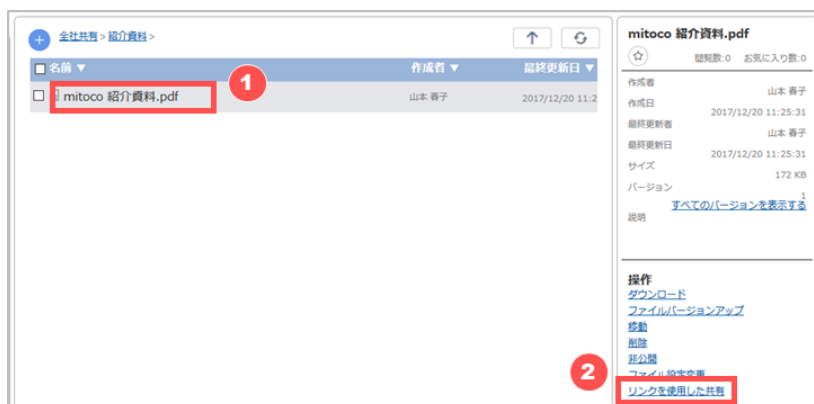 全社共有 > 紹介資料 >
名前 ▼ 作成者 ▼ 最終更新日 ▼
1
mitoco 紹介資料.pdf 山本 春子 2017/12/20 11:2
mitoco 紹介資料.pdf
閲覧数:0 お気に入り数:0
作成者
山本 春子
作成日
2017/12/20 11:25:31
最終更新者
山本 春子
最終更新日
2017/12/20 11:25:31
サイズ
172 KB
バージョン
1
すべてのバージョンを表示する
説明
操作
ダウンロード
ファイルバージョンアップ
移動
削除
非公開
ファイル設定変更
2
リンクを使用した共有